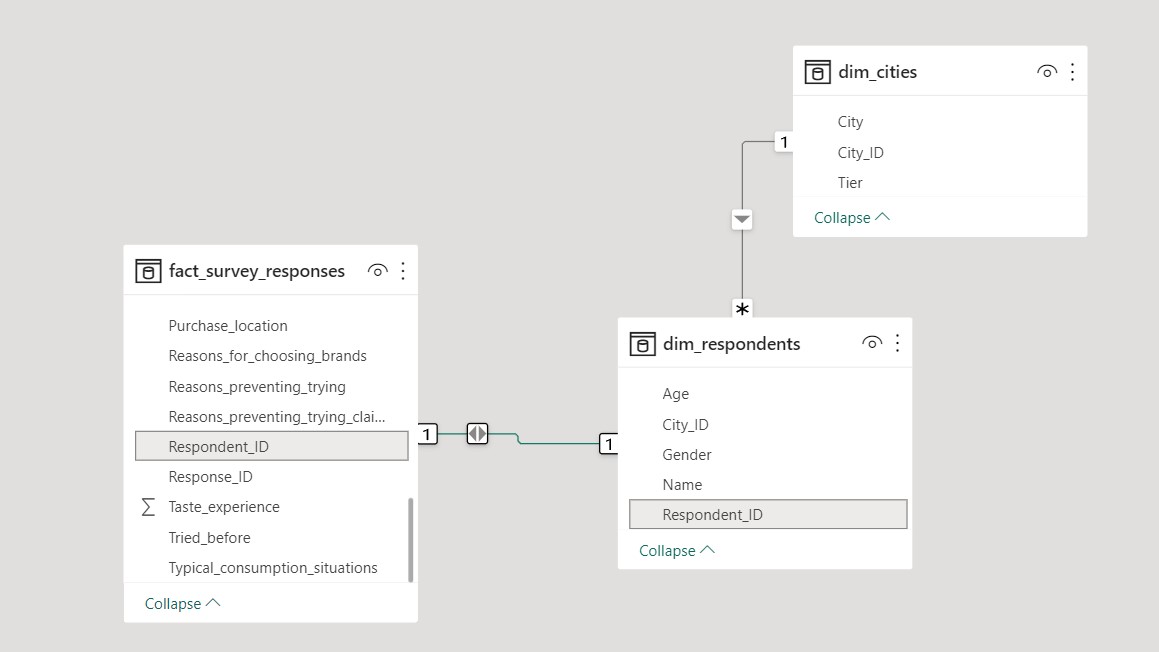 dim_cities
City
City_ID
Tier
Collapse
1
*
fact_survey_responses
Purchase_location
Reasons_for_choosing_brands
Reasons_preventing_trying
Reasons_preventing_trying_clai...
Respondent_ID
Response_ID
Taste_experience
Tried_before
Typical_consumption_situations
Collapse
1
1
dim_respondents
Age
City_ID
Gender
Name
Respondent_ID
Collapse